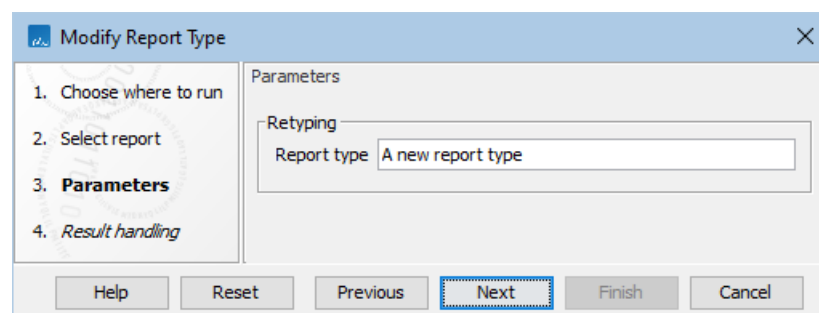 Modify Report Type
1. Choose where to run
2. Select report
3. Parameters
4. Result handling
Parameters
Retyping
Report type A new report type
Help Reset Previous Next Finish Cancel